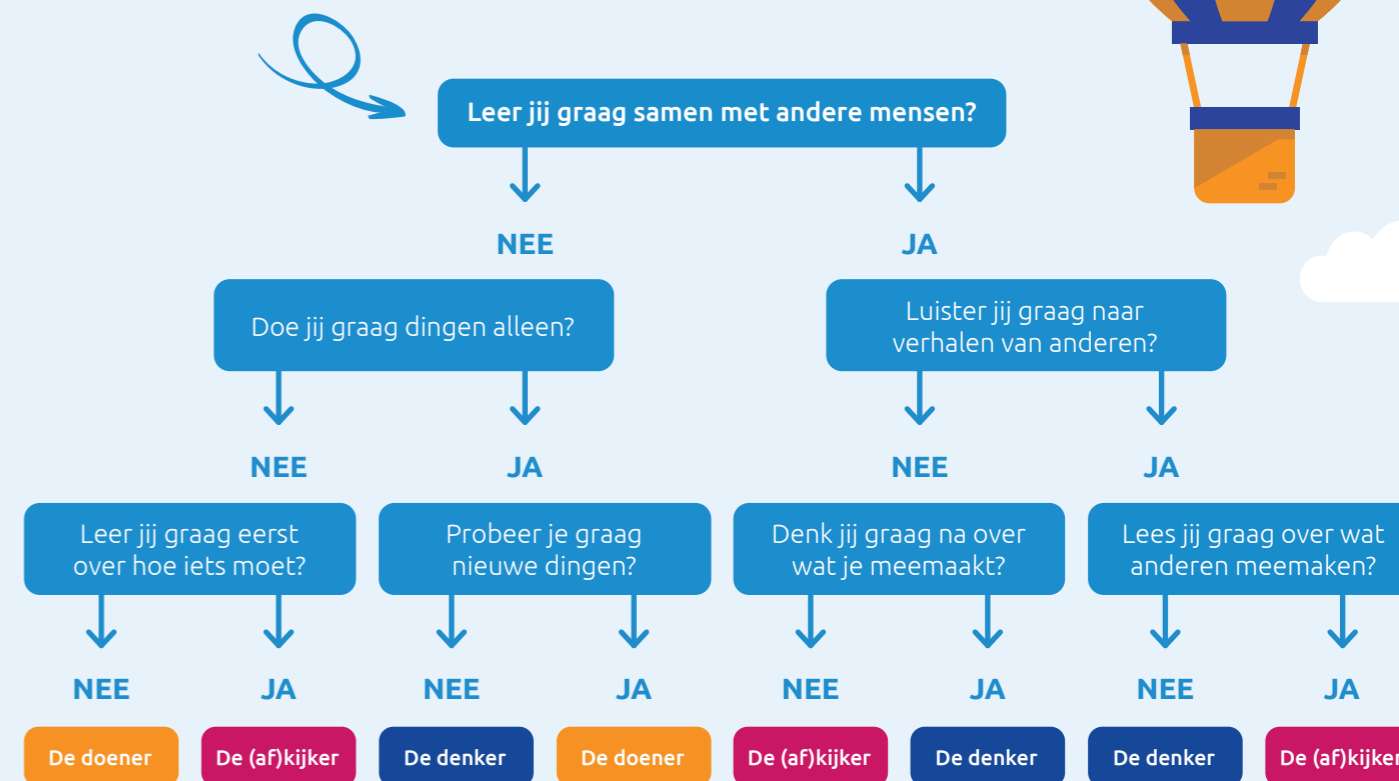 Leer jij graag samen met andere mensen?
NEE
JA
Doe jij graag dingen alleen?
Luister jij graag naar
verhalen van anderen?
NEE
JA
NEE
JA
Leer jij graag eerst
over hoe iets moet?
Probeer je graag
nieuwe dingen?
Denk jij graag na over
wat je meemaakt?
Lees jij graag over wat
anderen meemaken?
NEE
JA
NEE
JA
NEE
JA
NEE
JA
De doener
De (af)kijker
De denker
De doener
De (af)kijker
De denker
De denker
De (af)kijker